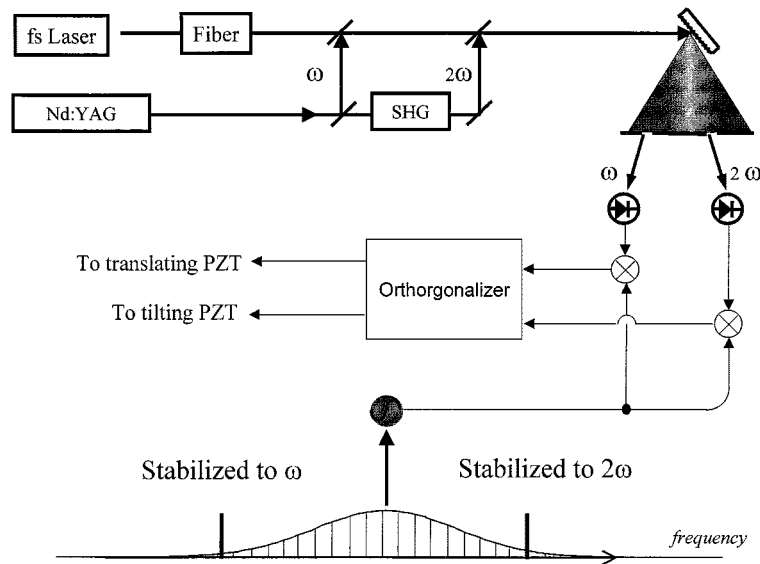 fs Laser
Fiber
ω
2ω
Nd:YAG
SHG
ω
2 ω
To translating PZT
Orthorgonalizer
To tilting PZT
Stabilized to ω
Stabilized to 2ω
frequency